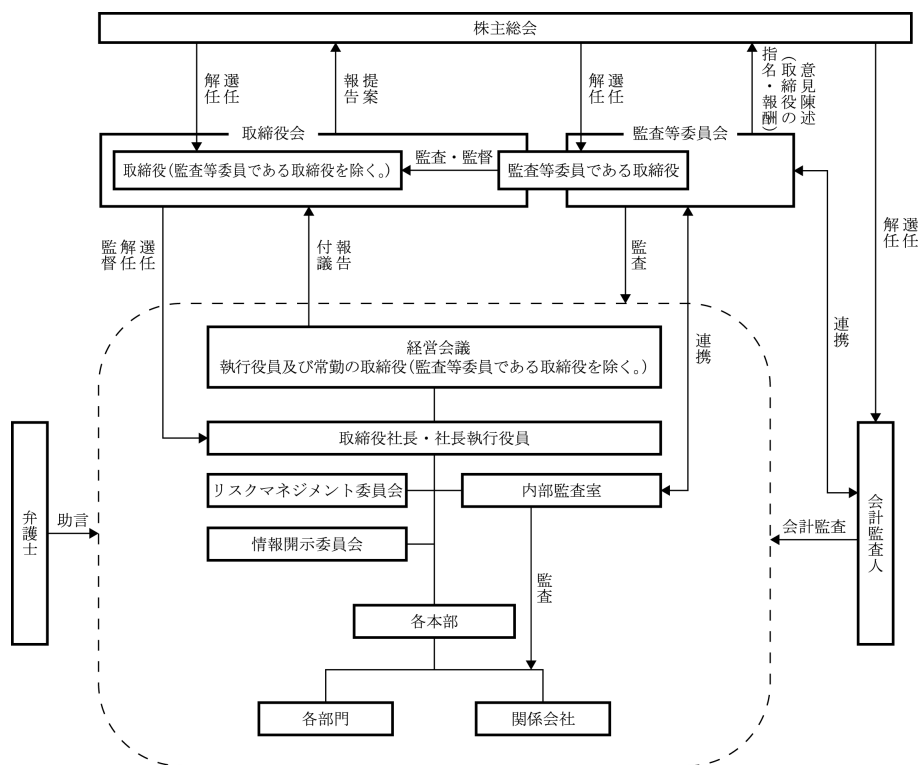 株主総会
選任
解任
提案
報告
選任
解任
意見陳述
(取締役の
指名・報酬)
取締役会
監査等委員会
取締役(監査等委員である取締役を除く。)
監査・監督
監査等委員である取締役
選任
解任
選任
解任
監督
報告
付議
監査
連携
連携
経営会議
執行役員及び常勤の取締役(監査等委員である取締役を除く。)
取締役社長・社長執行役員
リスクマネジメント委員会
内部監査室
弁護士
助言
情報開示委員会
会計監査
会計監査人
監査
各本部
各部門
関係会社